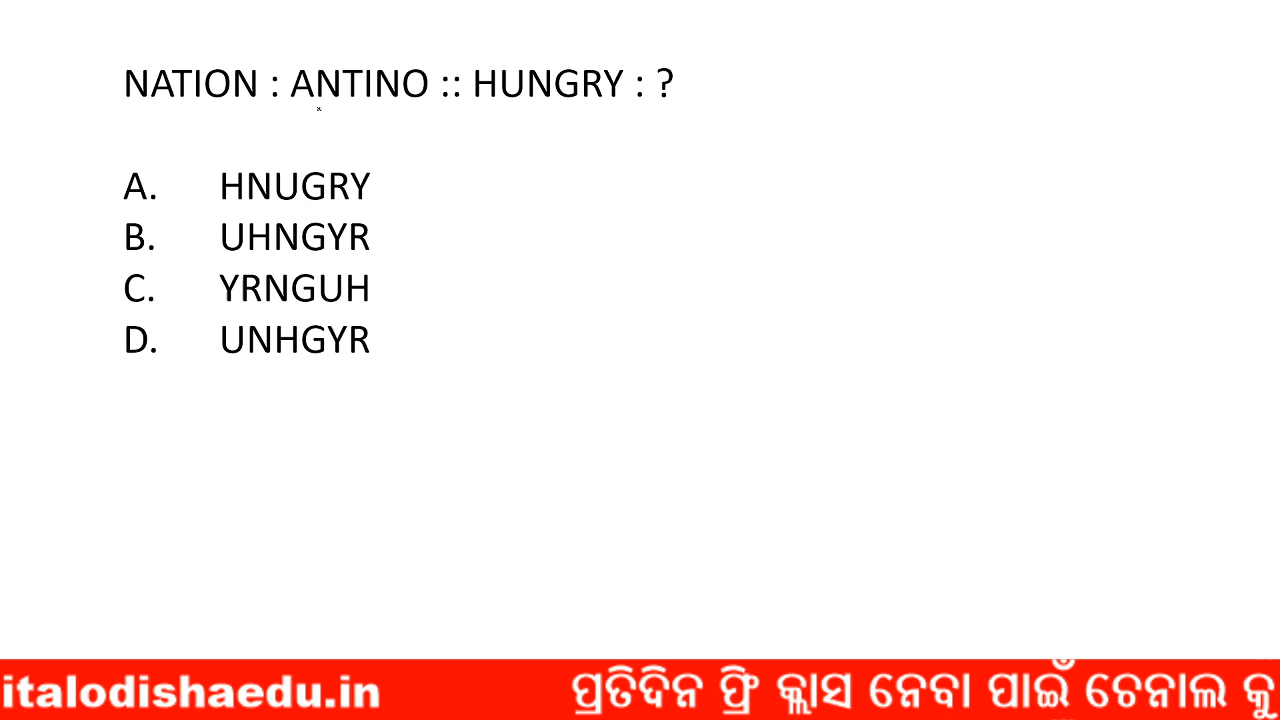 NATION : ANTINO :: HUNGRY : ?
A. HNUGRY
B. UHNGYR
C. YRNGUH
D. UNHGYR
italodishaedu.in ପ୍ରତିଦିନ ଫ୍ରି କ୍ଲାସ ନେବା ପାଇଁ ଚେନାଲ କୁ